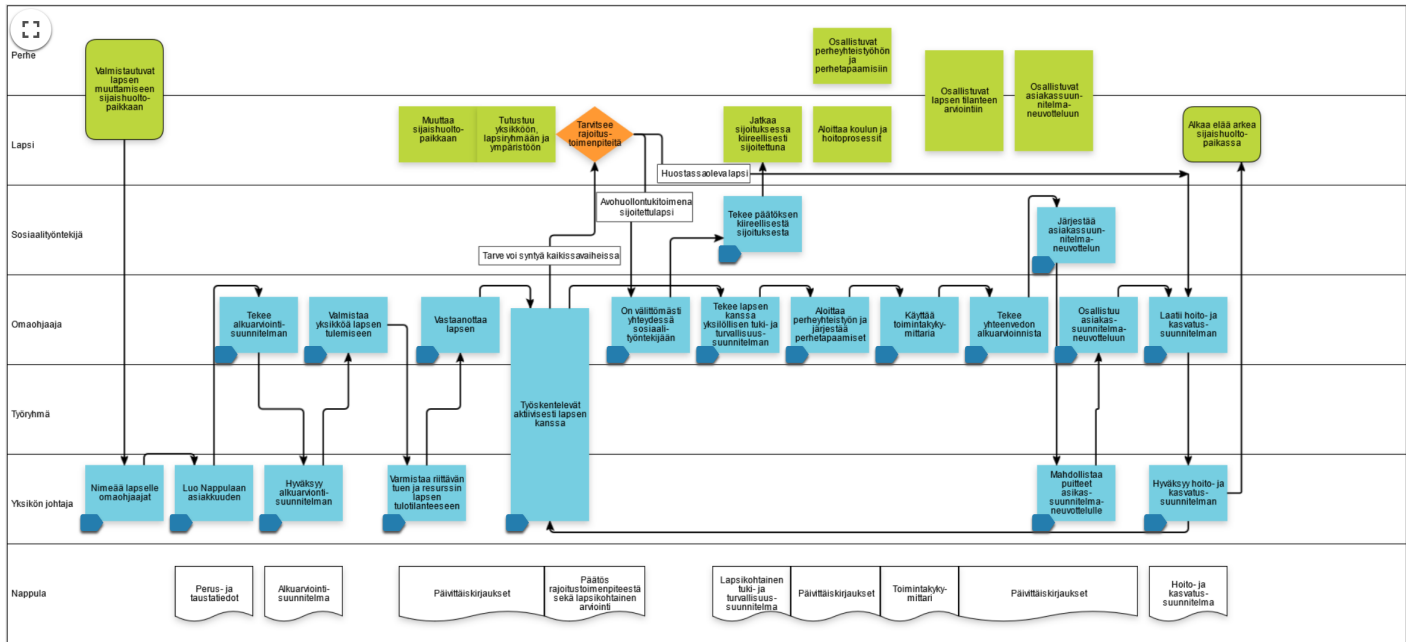 Perhe
Valmistautuvat
lapsen
muuttamiseen
sijaishuolto-
paikkaan
Osallistuvat
perheyhteistyöhön
ja
perhetapaamisiin
Osallistuvat
lapsen tilanteen
arviointiin
Osallistuvat
asiakassuun-
nitelma-
neuvotteluun
Lapsi
Muuttaa
sijaishuolto-
paikkaan
Tutustuu
yksikköön,
lapsiryhmään ja
ympäristöön
Tarvitsee
rajoitus-
toimenpiteitä
Jatkaa
sijoituksessa
kiireellisesti
sijoitettuna
Aloittaa koulun ja
hoitoprosessit
Alkaa elää arkea
sijaishuolto-
paikassa
Huostassaoleva lapsi
Avohuollontukitoimena
sijoitettulapsi
Tarve voi syntyä kaikissavaiheissa
Sosiaalityöntekijä
Tekee päätöksen
kiireellisestä
sijoituksesta
Järjestää
asiakassuun-
nitelma-
neuvottelun
Omaohjaaja
Tekee
alkuarviointi-
suunnitelman
Valmistaa
yksikköä lapsen
tulemiseen
Vastaanottaa
lapsen
On välittömästi
yhteydessä
sosiaali-
työntekijään
Tekee lapsen
kanssa
yksilöllisen tuki- ja
turvallisuus-
suunnitelman
Aloittaa
perheyhteistyön ja
järjestää
perhetapaamiset
Käyttää
toimintakyky-
mittaria
Tekee
yhteenvedon
alkuarvioinnista
Osallistuu
asiakas-
suunnitelma-
neuvotteluun
Laatii hoito- ja
kasvatus-
suunnitelman
Työryhmä
Työskentelevät
aktiivisesti lapsen
kanssa
Yksikön johtaja
Nimeää lapselle
omaohjaajat
Luo Nappulaan
asiakkuuden
Hyväksyy
alkuarvionti-
suunnitelman
Varmistaa riittävän
tuen ja resurssin
lapsen
tulotilanteeseen
Mahdollistaa
puitteet
asikas-
suunnitelma-
neuvottelulle
Hyväksyy hoito- ja
kasvatus-
suunnitelman
Nappula
Perus- ja
taustatiedot
Alkuarviointi-
suunnitelma
Päivittäiskirjaukset
Päätös
rajoitustoimenpiteestä
sekä lapsikohtainen
arviointi
Lapsikohtainen
tuki- ja
turvallisuus-
suunnitelma
Päivittäiskirjaukset
Toimintakyky-
mittari
Päivittäiskirjaukset
Hoito- ja
kasvatus-
suunnitelma